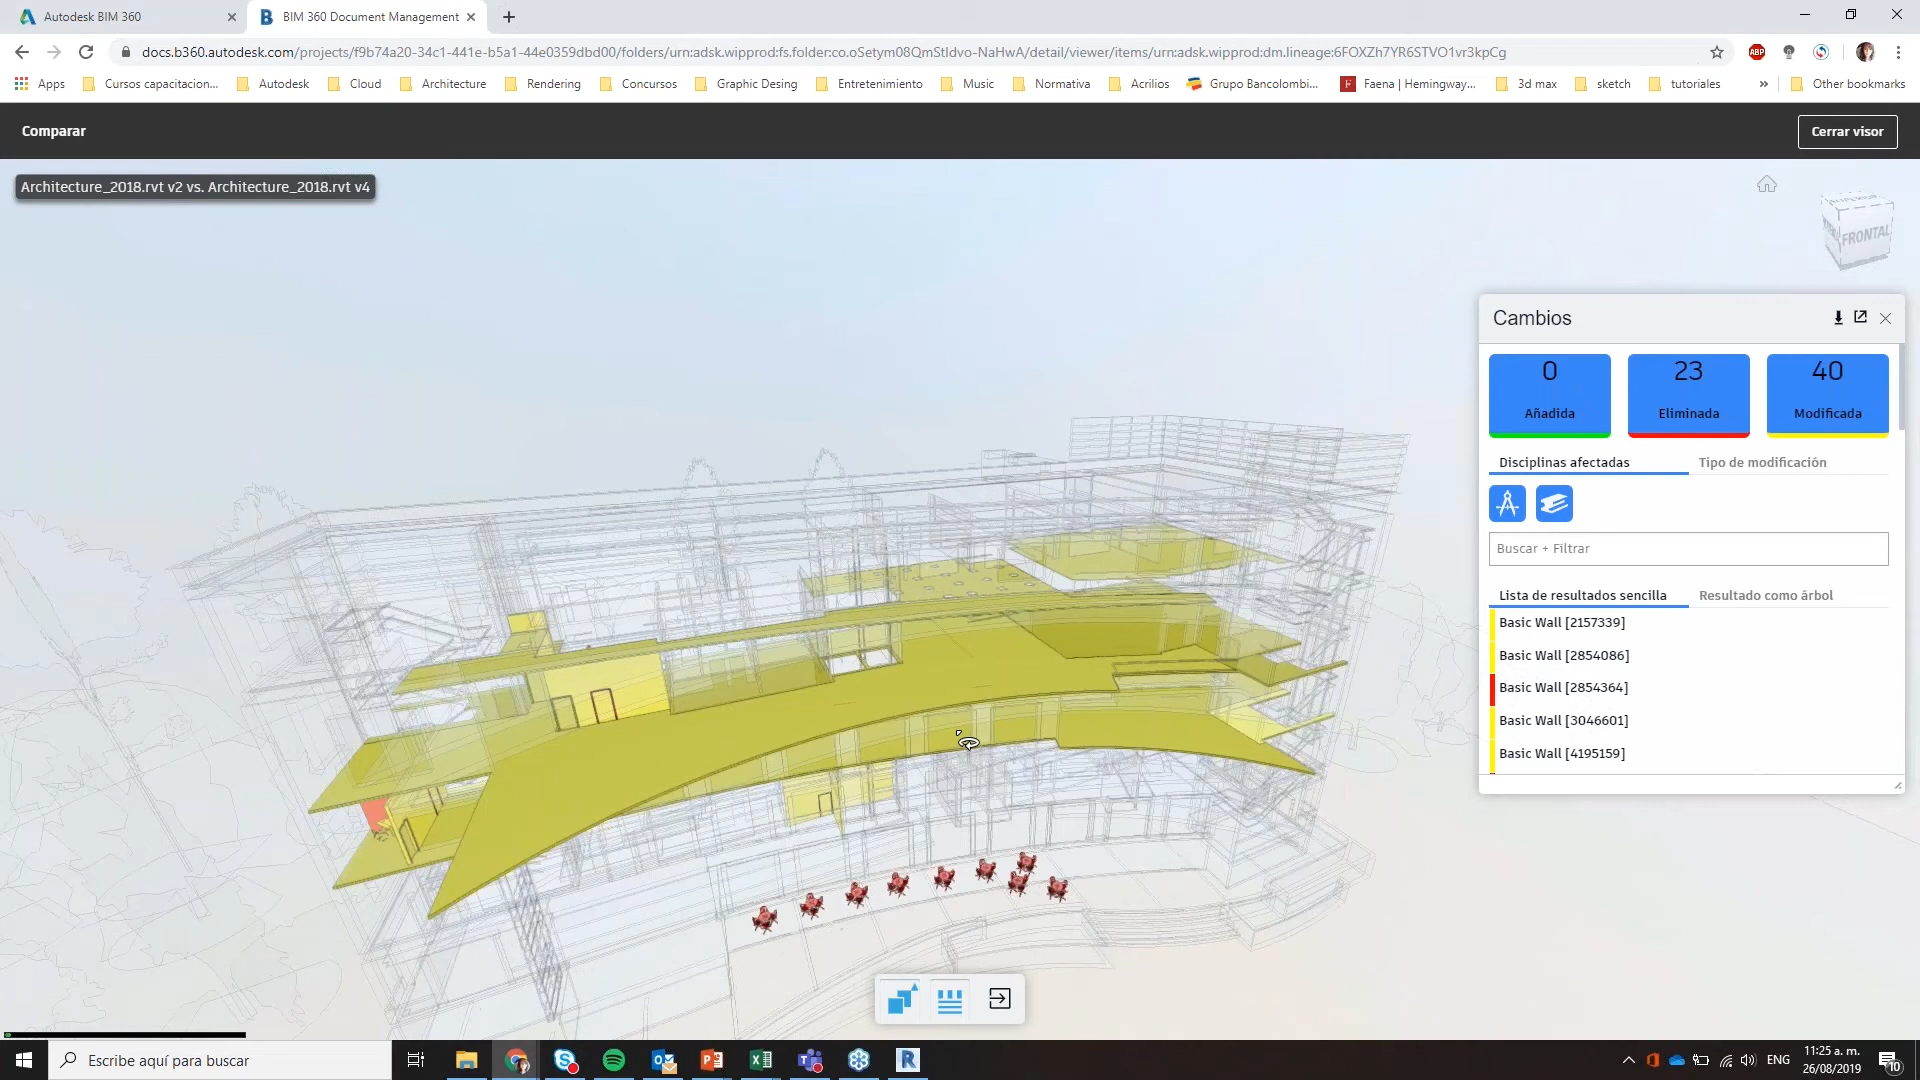 Autodesk BIM 360
BIM 360 Document Management
docs.b360.autodesk.com/projects/f9b74a20-34c1-441e-b5a1-44e0359dbd00/folders/urn:adsk.wipprod:fs.folder:co.oSetym08QmStIdvo-NaHwA/detail/viewer/items/urn:adsk.wipprod:dm.lineage:6FOXZh7YR6STVO1vr3kpCg
ABP
Apps
Cursos capacitacion...
Autodesk
Cloud
Architecture
Rendering
Concursos
Graphic Desing
Entretenimiento
Music
Normativa
Acrilios
Grupo Bancolombi...
Faena | Hemingway...
3d max
sketch
tutoriales
Other bookmarks
Comparar
Cerrar visor
Architecture_2018.rvt v2 vs. Architecture_2018.rvt v4
FRONTAL
Cambios
0
Añadida
23
Eliminada
40
Modificada
Disciplinas afectadas
Tipo de modificación
Buscar + Filtrar
Lista de resultados sencilla
Resultado como árbol
Basic Wall [2157339]
Basic Wall [2854086]
Basic Wall [2854364]
Basic Wall [3046601]
Basic Wall [4195159]
Escribe aquí para buscar
ENG
11:25 a. m.
26/08/2019
10